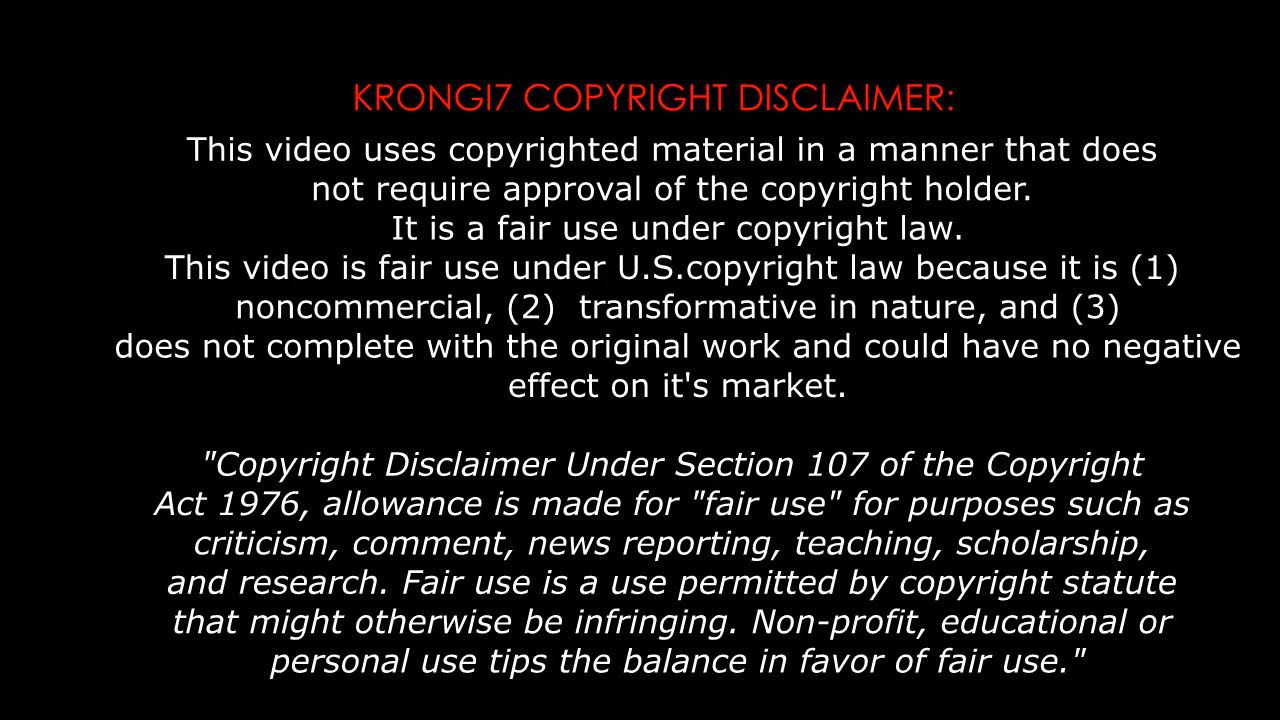 KRONGI7 COPYRIGHT DISCLAIMER:
This video uses copyrighted material in a manner that does
not require approval of the copyright holder.
It is a fair use under copyright law.
This video is fair use under U.S.copyright law because it is (1)
noncommercial, (2)  transformative in nature, and (3)
does not complete with the original work and could have no negative
effect on it's market.
"Copyright Disclaimer Under Section 107 of the Copyright
Act 1976, allowance is made for "fair use" for purposes such as
criticism, comment, news reporting, teaching, scholarship,
and research. Fair use is a use permitted by copyright statute
that might otherwise be infringing. Non-profit, educational or
personal use tips the balance in favor of fair use."